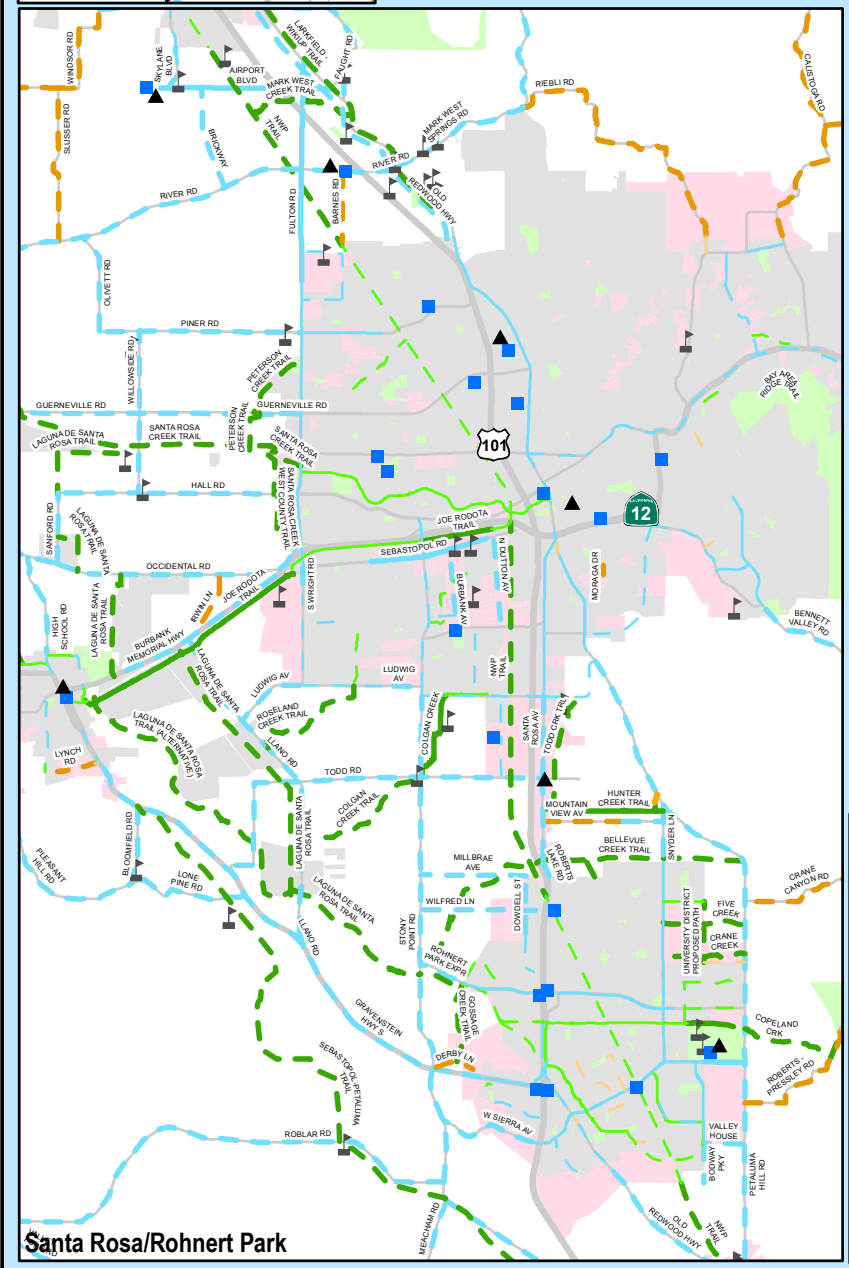 WINDSOR RD
SKYLANE
BLVD
LARKFIELD -
WIKIUP TRAIL
FAUGHT RD
AIRPORT
BLVD
MARK WEST
CREEK TRAIL
RIEBLI RD
CALISTOGA RD
SLUSSER RD
BRICKWAY
NWP
TRAIL
MARK WEST
SPRINGS RD
RIVER RD
RIVER RD
FULTON RD
BARNES RD
OLD
REDWOOD HWY
OLIVETT RD
PINER RD
WILLOWSIDE RD
PETERSON
CREEK TRAIL
BAY AREA
RIDGE TRAIL
GUERNEVILLE RD
GUERNEVILLE RD
PETERSON
CREEK TRAIL
LAGUNA DE SANTA
ROSA TRAIL
SANTA ROSA
CREEK TRAIL
SANTA ROSA
CREEK TRAIL
101
HALL RD
SANTA ROSA CREEK
WEST COUNTY TRAIL
CALIFORNIA
12
SANFORD RD
LAGUNA DE SANTA
ROSA TRAIL
JOE RODOTA
TRAIL
SEBASTOPOL RD
OCCIDENTAL RD
S WRIGHT RD
N DUTTON AV
MORAGA DR
HIGH
SCHOOL RD
LAGUNA DE SANTA
ROSA TRAIL
IRWIN LN
JOE RODOTA
TRAIL
BURBANK AV
BENNETT
VALLEY RD
BURBANK
MEMORIAL HWY
LAGUNA DE SANTA
ROSA TRAIL
LUDWIG AV
LUDWIG
AV
NWP
TRAIL
ROSELAND
CREEK TRAIL
COLGAN CREEK
SANTA
ROSA AV
TODD CRK TRL
LAGUNA DE SANTA ROSA
TRAIL (ALTERNATIVE)
LYNCH
RD
LLANO RD
TODD RD
COLGAN
CREEK TRAIL
HUNTER
CREEK TRAIL
MOUNTAIN
VIEW AV
BELLEVUE
CREEK TRAIL
SNYDER LN
BLOOMFIELD RD
LAGUNA DE SANTA
ROSA TRAIL
PLEASANT
HILL RD
LONE
PINE RD
MILLBRAE
AVE
ROBERTS
LAKE RD
CRANE
CANYON RD
LAGUNA DE SANTA
ROSA TRAIL
WILFRED LN
DOWDELL ST
STONY
POINT RD
UNIVERSITY DISTRICT
PROPOSED PATH
FIVE
CREEK
CRANE
CREEK
LLANO RD
ROHNERT
PARK EXPR
GOSSAGE
CREEK TRAIL
COPELAND
CRK
GRAVENSTEIN
HWY S
SEBASTOPOL-PETALUMA
TRAIL
DERBY LN
ROBERTS -
PRESSLEY RD
W SIERRA AV
ROBLAR RD
VALLEY
HOUSE
BODWAY
PKY
PETALUMA
HILL RD
MEACHAM RD
OLD
REDWOOD HWY
NWP
TRAIL
Santa Rosa/Rohnert Park